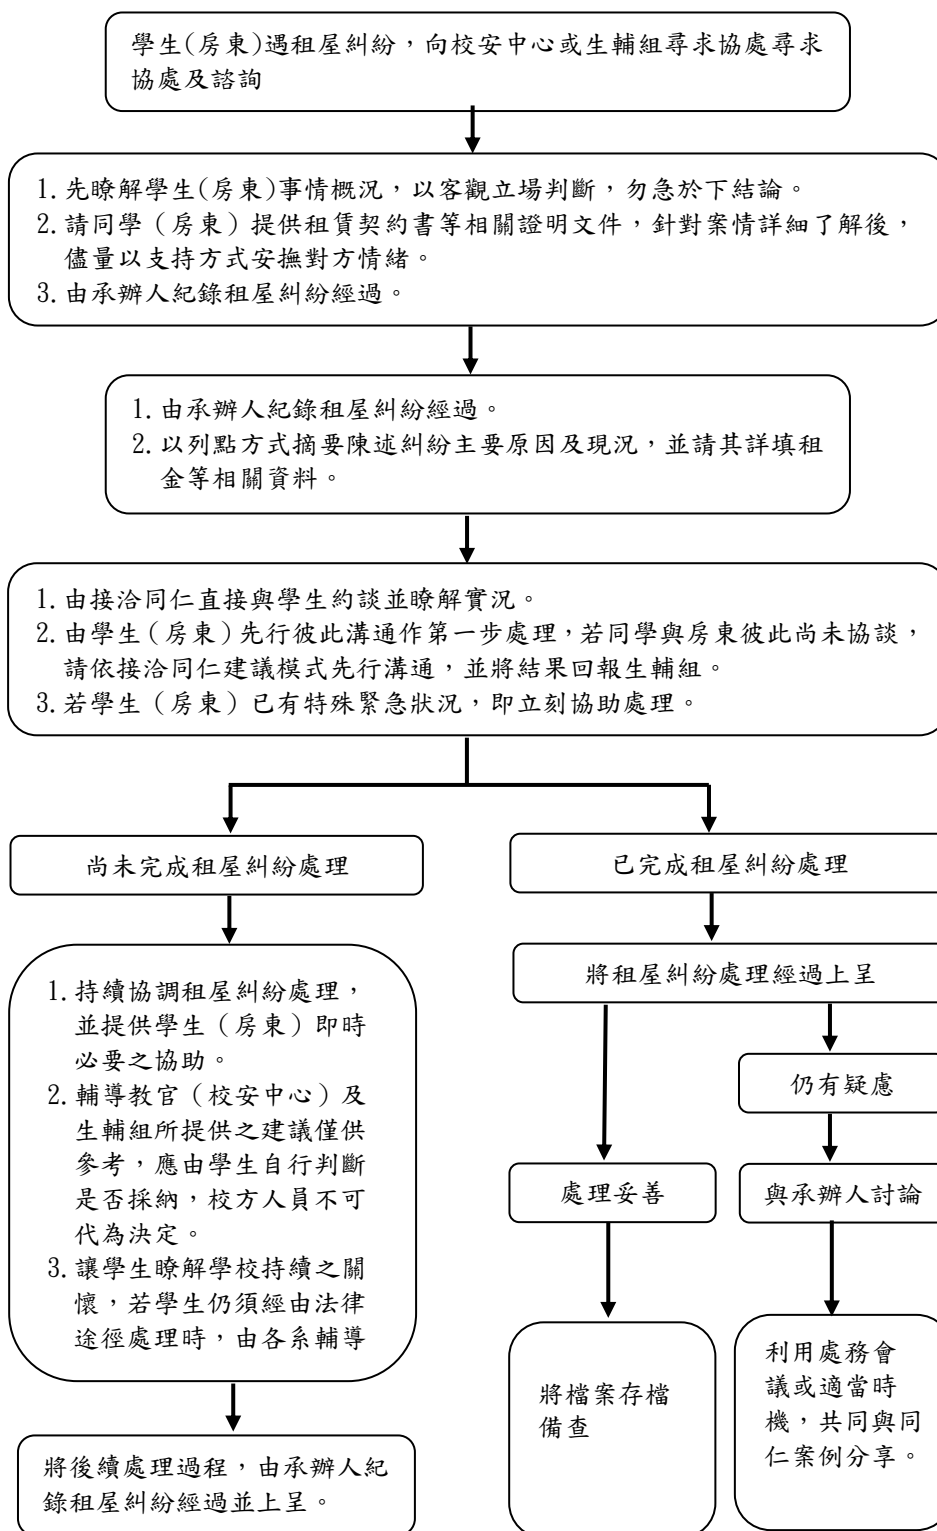 學生(房東)遇租屋糾紛，向校安中心或生輔組尋求協處尋求
協處及諮詢
1.先瞭解學生(房東)事情概況，以客觀立場判斷，勿急於下結論。
2.請同學（房東）提供租賃契約書等相關證明文件，針對案情詳細了解後，
儘量以支持方式安撫對方情緒。
3.由承辦人紀錄租屋糾紛經過。
1.由承辦人紀錄租屋糾紛經過。
2.以列點方式摘要陳述糾紛主要原因及現況，並請其詳填租
金等相關資料。
1.由接洽同仁直接與學生約談並瞭解實況。
2.由學生（房東）先行彼此溝通作第一步處理，若同學與房東彼此尚未協談，
請依接洽同仁建議模式先行溝通，並將結果回報生輔組。
3.若學生（房東）已有特殊緊急狀況，即立刻協助處理。
尚未完成租屋糾紛處理
1.持續協調租屋糾紛處理，
並提供學生（房東）即時
必要之協助。
2.輔導教官（校安中心）及
生輔組所提供之建議僅供
參考，應由學生自行判斷
是否採納，校方人員不可
代為決定。
3.讓學生瞭解學校持續之關
懷，若學生仍須經由法律
途徑處理時，由各系輔導
將後續處理過程，由承辦人紀
錄租屋糾紛經過並上呈。
已完成租屋糾紛處理
將租屋糾紛處理經過上呈
處理妥善
將檔案存檔
備查
仍有疑慮
與承辦人討論
利用處務會
議或適當時
機，共同與同
仁案例分享。